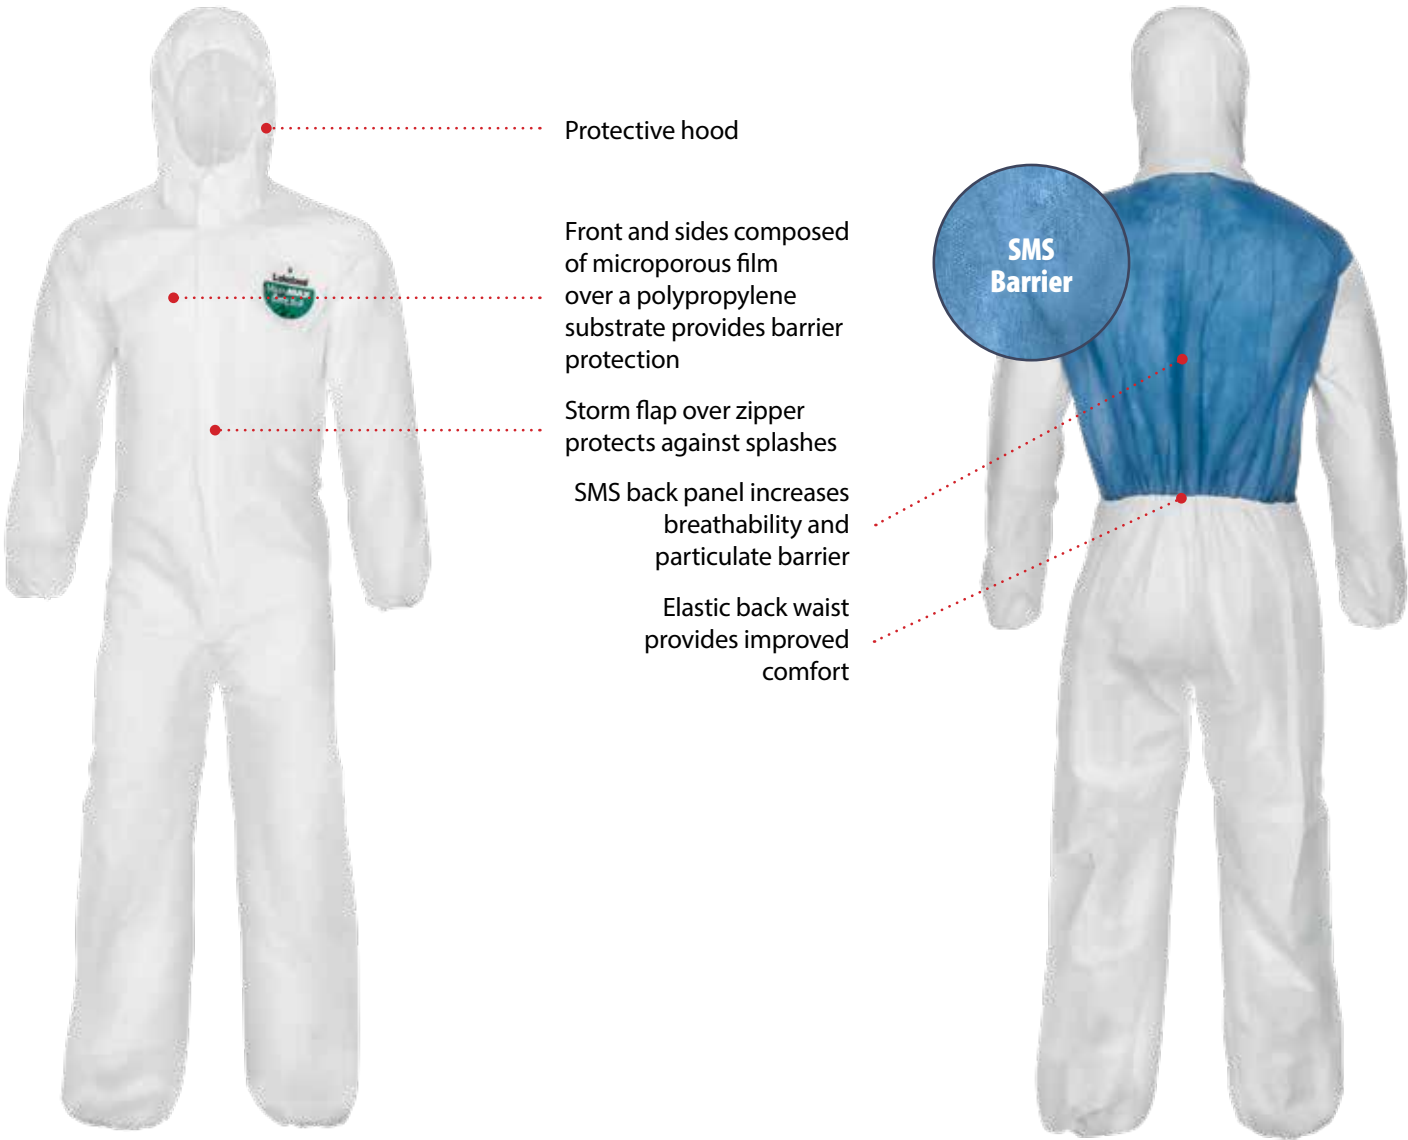 Protective hood
Front and sides composed
of microporous film
over a polypropylene
substrate provides barrier
protection
Storm flap over zipper
protects against splashes
SMS back panel increases
breathability and
particulate barrier
Elastic back waist
provides improved
comfort
SMS
Barrier
Lakeland